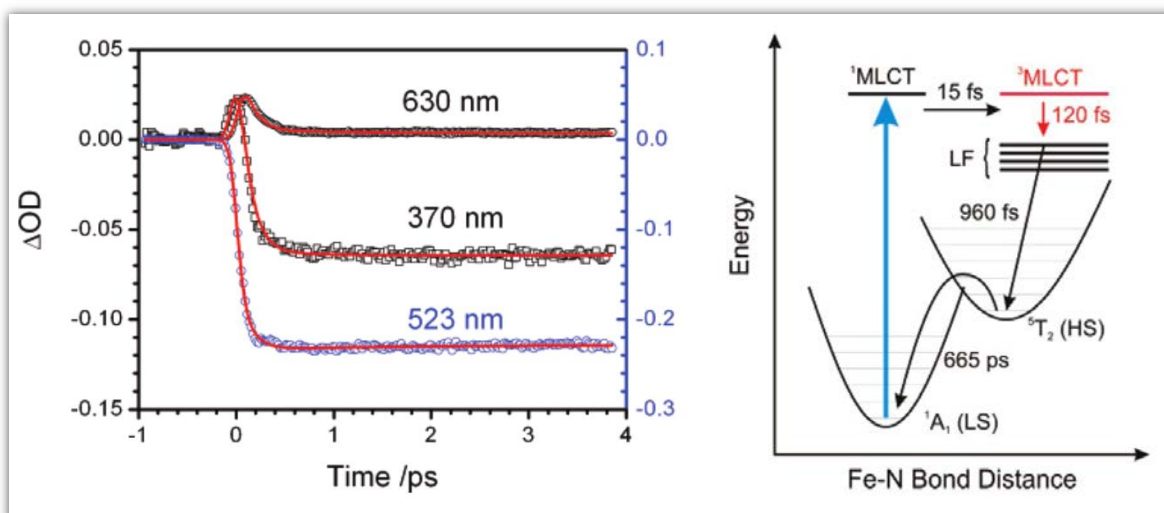 0.05
0.00
-0.05
-0.10
-0.15
ΔOD
0.1
0.0
-0.1
-0.2
-0.3
630 nm
370 nm
523 nm
-1
0
1
2
3
4
Time /ps
Energy
¹MLCT
15 fs
³MLCT
120 fs
LF
960 fs
⁵T₂ (HS)
665 ps
¹A₁ (LS)
Fe-N Bond Distance